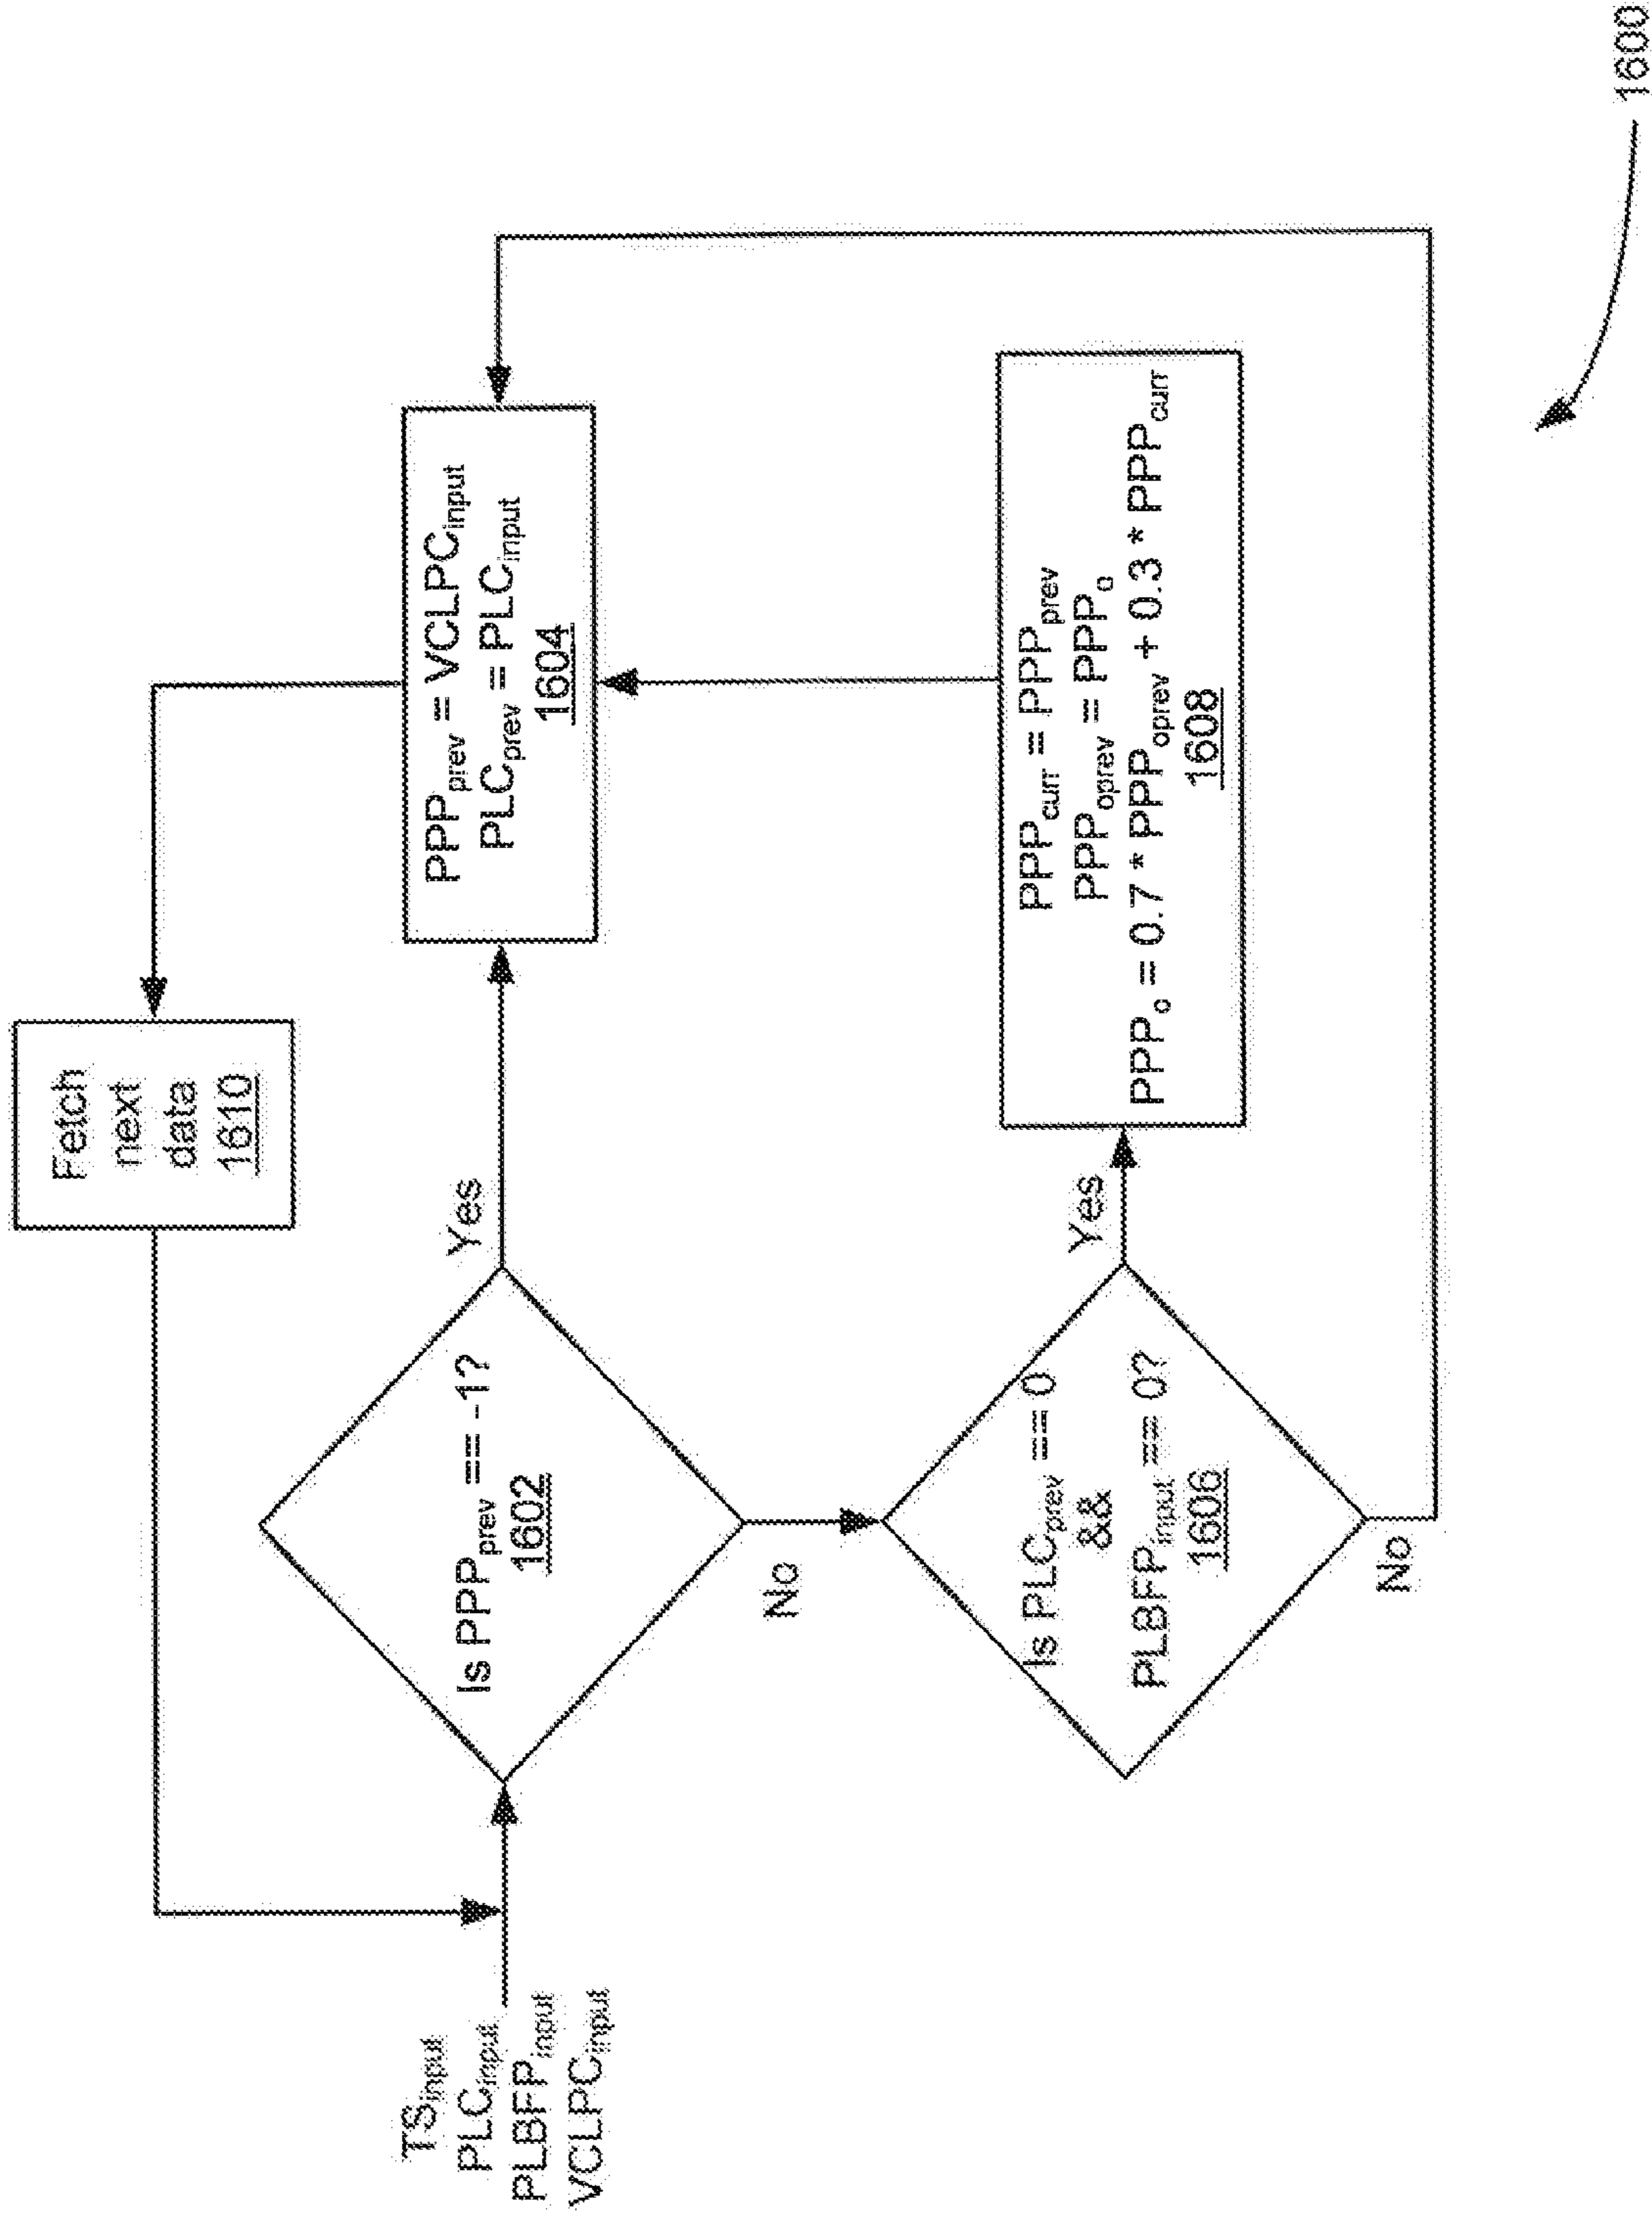 Fetch
next
data
1610
TSinput
PLCinput
PLBFPinput
VCLPCinput
Is PPPprev == -1?
1602
Yes
PPPprev = VCLPCinput
PLCprev = PLCinput
1604
No
Is PLCprev == 0
&&
PLBFPinput == 0?
1606
Yes
PPPcurr = PPPprev
PPPoprev = PPPo
PPPo = 0.7 * PPPoprev + 0.3 * PPPcurr
1608
No
1600